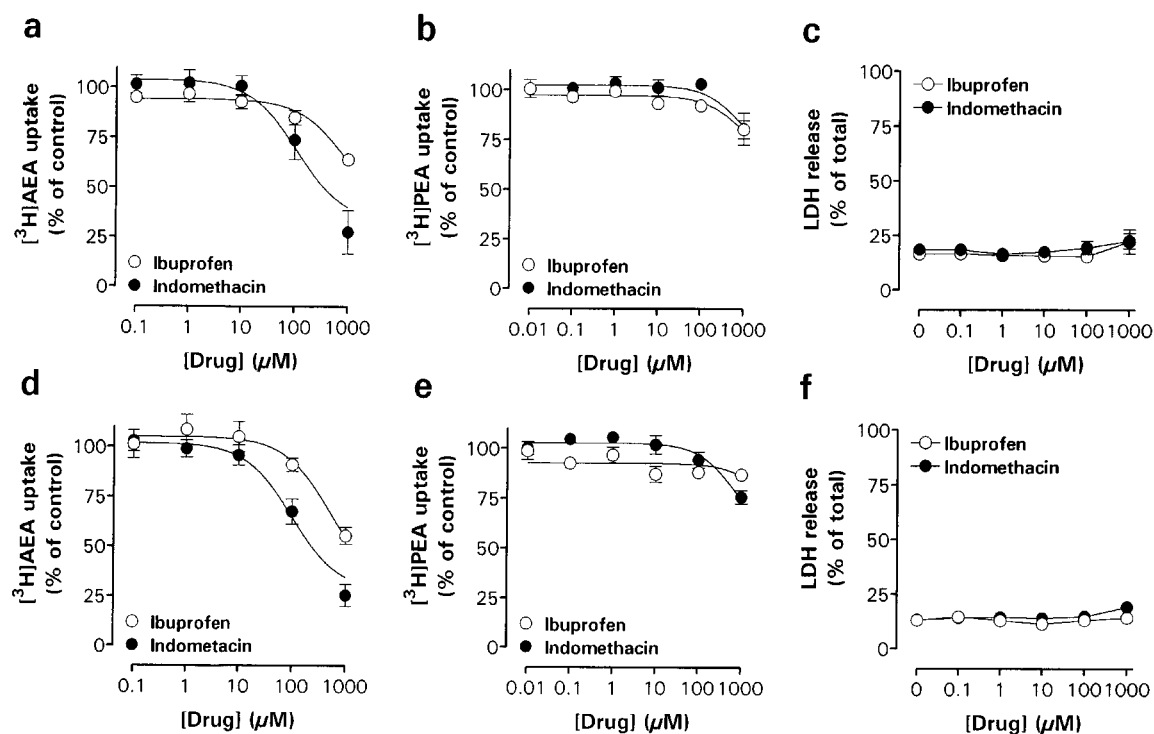 a
[³H]AEA uptake
(% of control)
100
75
50
25
0
Ibuprofen
Indomethacin
0.1 1 10 100 1000
[Drug] (µM)
b
[³H]PEA uptake
(% of control)
100
75
50
25
0
Ibuprofen
Indomethacin
0.01 0.1 1 10 100 1000
[Drug] (µM)
c
LDH release
(% of total)
100
75
50
25
0
Ibuprofen
Indomethacin
0 0.1 1 10 100 1000
[Drug] (µM)
d
[³H]AEA uptake
(% of control)
100
75
50
25
0
Ibuprofen
Indometacin
0.1 1 10 100 1000
[Drug] (µM)
e
[³H]PEA uptake
(% of control)
100
75
50
25
0
Ibuprofen
Indomethacin
0.01 0.1 1 10 100 1000
[Drug] (µM)
f
LDH release
(% of total)
100
75
50
25
0
Ibuprofen
Indomethacin
0 0.1 1 10 100 1000
[Drug] (µM)